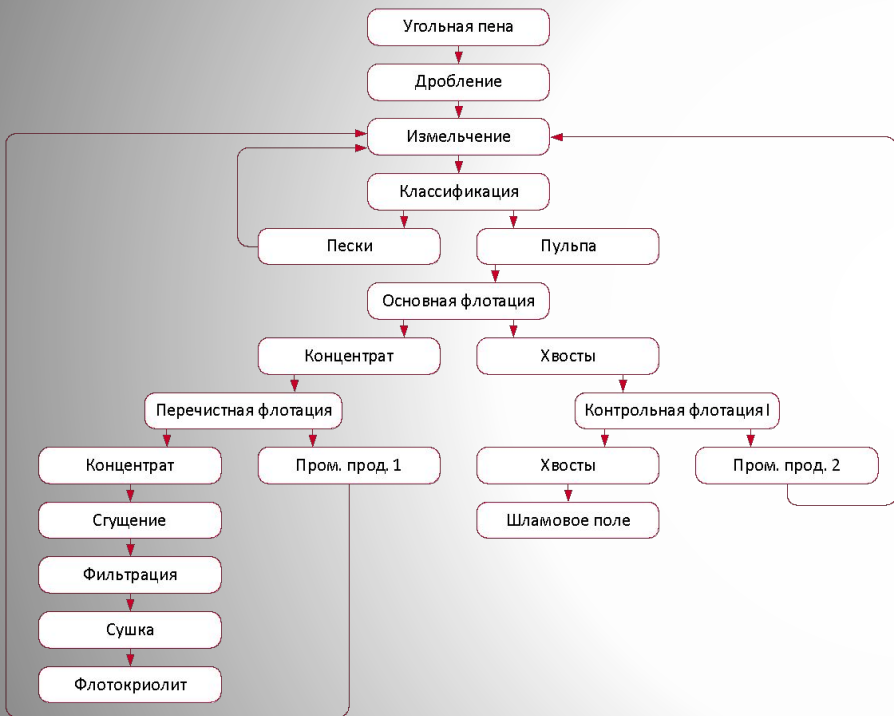 Угольная пена
Дробление
Измельчение
Классификация
Пески
Пульпа
Основная флотация
Концентрат
Хвосты
Перечистная флотация
Контрольная флотация I
Концентрат
Пром. прод. 1
Хвосты
Пром. прод. 2
Сгущение
Шламовое поле
Фильтрация
Сушка
Флотокриолит